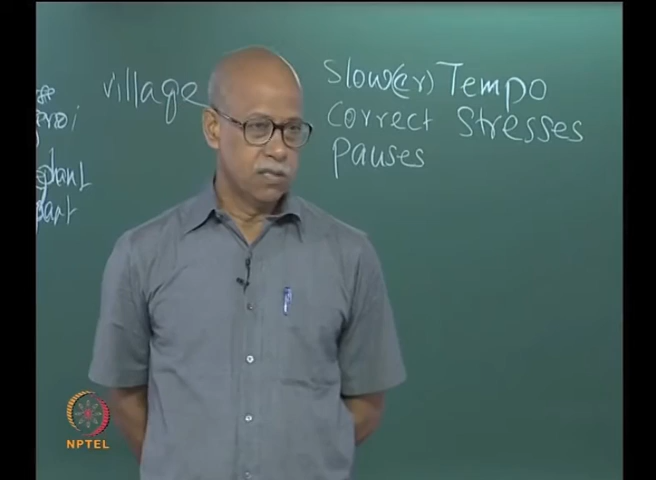 village
Slow(er) Tempo
Correct Stresses
pauses
NPTEL